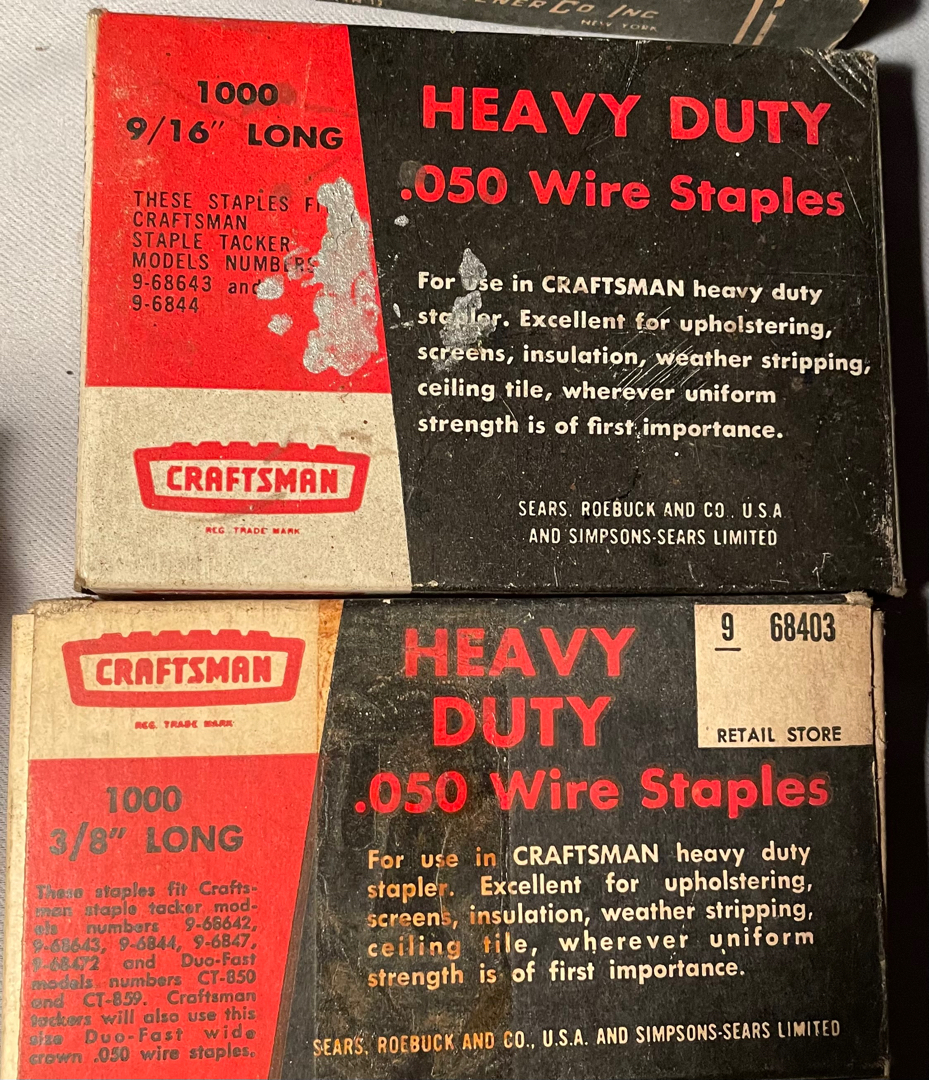 ENER CO INC
NEW YORK
1000
9/16" LONG
THESE STAPLES
CRAFTSMAN
STAPLE TACKER
MODELS NUMBERS
9-68643 and
9-6844
CRAFTSMAN
REG. TRADE MARK
HEAVY DUTY
.050 Wire Staples
For use in CRAFTSMAN heavy duty
stapler. Excellent for upholstering,
screens, insulation, weather stripping,
ceiling tile, wherever uniform
strength is of first importance.
SEARS, ROEBUCK AND CO., U.S.A
AND SIMPSONS-SEARS LIMITED
CRAFTSMAN
REG. TRADE MARK
1000
3/8" LONG
These staples fit Crafts-
man staple tacker mod-
els numbers 9-68642,
9-68643, 9-6844, 9-6847,
9-68472 and Duo-Fast
models numbers CT-850
and CT-859. Craftsman
tackers will also use this
size Duo-Fast wide
crown .050 wire staples.
HEAVY
DUTY
.050 Wire Staples
9 68403
RETAIL STORE
For use in CRAFTSMAN heavy duty
stapler. Excellent for upholstering,
screens, insulation, weather stripping,
ceiling tile, wherever uniform
strength is of first importance.
SEARS, ROEBUCK AND CO., U.S.A. AND SIMPSONS-SEARS LIMITED